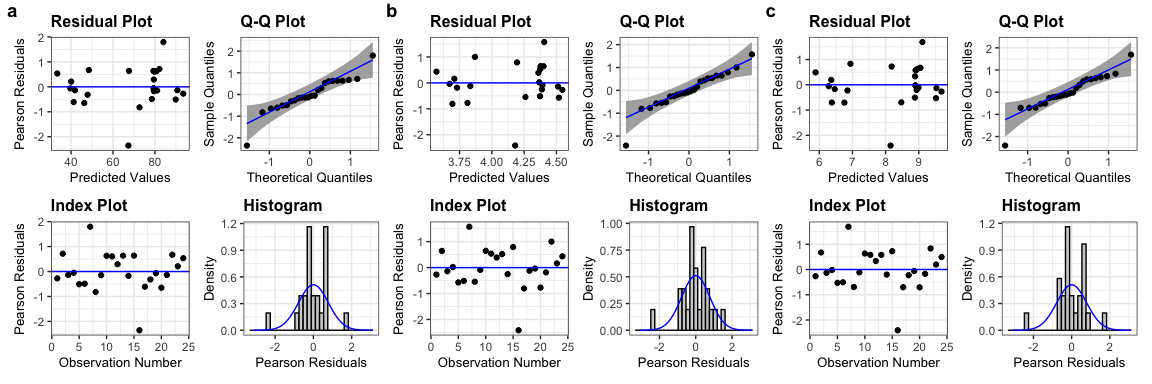 a
Residual Plot
Pearson Residuals
2
1
0
-1
-2
40
60
80
Predicted Values
Q-Q Plot
Sample Quantiles
2
1
0
-1
-2
-1
0
1
Theoretical Quantiles
Index Plot
Pearson Residuals
2
1
0
-1
-2
0
5
10
15
20
25
Observation Number
Histogram
Density
1.2
0.9
0.6
0.3
0.0
-2
0
2
Pearson Residuals
b
Residual Plot
Pearson Residuals
1
0
-1
-2
3.75
4.00
4.25
4.50
Predicted Values
Q-Q Plot
Sample Quantiles
2
1
0
-1
-2
-1
0
1
Theoretical Quantiles
Index Plot
Pearson Residuals
1
0
-1
-2
0
5
10
15
20
25
Observation Number
Histogram
Density
1.00
0.75
0.50
0.25
0.00
-2
0
2
Pearson Residuals
c
Residual Plot
Pearson Residuals
1
0
-1
-2
6
7
8
9
Predicted Values
Q-Q Plot
Sample Quantiles
2
1
0
-1
-2
-1
0
1
Theoretical Quantiles
Index Plot
Pearson Residuals
1
0
-1
-2
0
5
10
15
20
25
Observation Number
Histogram
Density
1.2
0.9
0.6
0.3
0.0
-2
0
2
Pearson Residuals